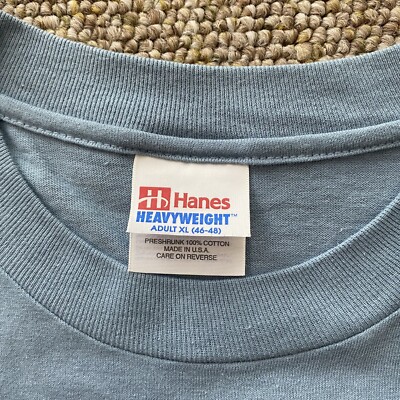 Hanes
HEAVYWEIGHT™
ADULT XL (46-48)
PRESHRUNK 100% COTTON
MADE IN U.S.A.
CARE ON REVERSE